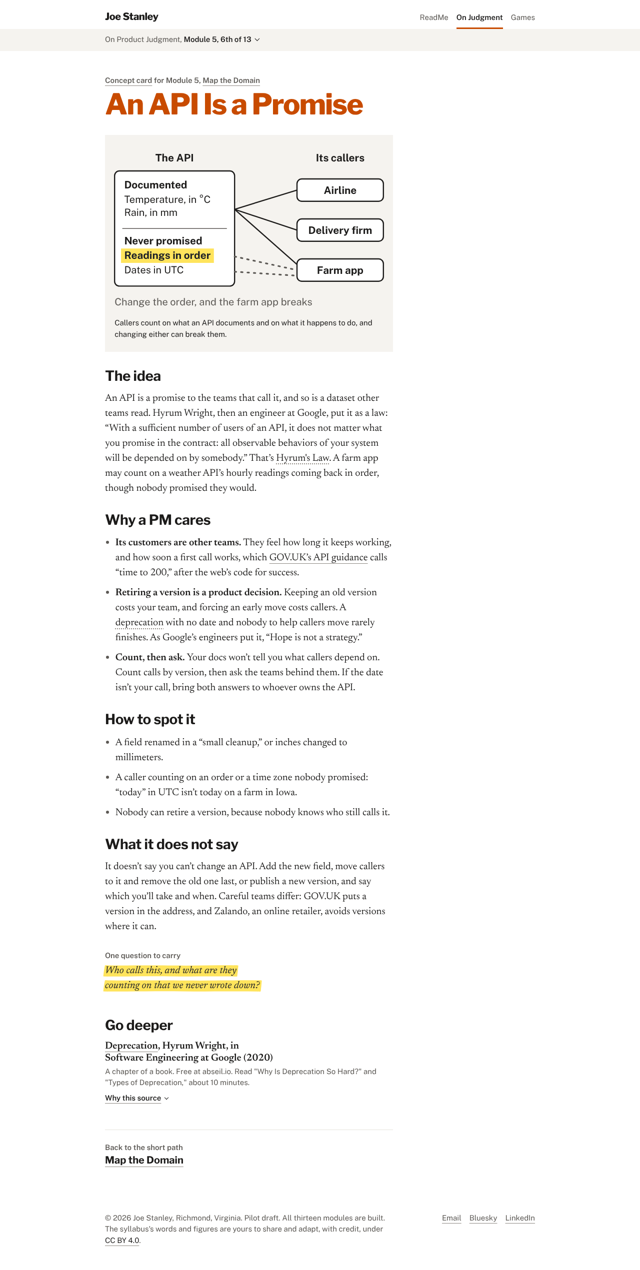 Joe Stanley
ReadMe On Judgment Games
On Product Judgment, Module 5, 6th of 13
Concept card for Module 5, Map the Domain
An API Is a Promise
The API
Its callers
Documented
Temperature, in °C
Rain, in mm
Never promised
Readings in order
Dates in UTC
Airline
Delivery firm
Farm app
Change the order, and the farm app breaks
Callers count on what an API documents and on what it happens to do, and
changing either can break them.
The idea
An API is a promise to the teams that call it, and so is a dataset other
teams read. Hyrum Wright, then an engineer at Google, put it as a law:
“With a sufficient number of users of an API, it does not matter what
you promise in the contract: all observable behaviors of your system
will be depended on by somebody.” That’s Hyrum’s Law. A farm app
may count on a weather API’s hourly readings coming back in order,
though nobody promised they would.
Why a PM cares
• Its customers are other teams. They feel how long it keeps working,
and how soon a first call works, which GOV.UK’s API guidance calls
“time to 200,” after the web’s code for success.
• Retiring a version is a product decision. Keeping an old version
costs your team, and forcing an early move costs callers. A
deprecation with no date and nobody to help callers move rarely
finishes. As Google’s engineers put it, “Hope is not a strategy.”
• Count, then ask. Your docs won’t tell you what callers depend on.
Count calls by version, then ask the teams behind them. If the date
isn’t your call, bring both answers to whoever owns the API.
How to spot it
• A field renamed in a “small cleanup,” or inches changed to
millimeters.
• A caller counting on an order or a time zone nobody promised:
“today” in UTC isn’t today on a farm in Iowa.
• Nobody can retire a version, because nobody knows who still calls it.
What it does not say
It doesn’t say you can’t change an API. Add the new field, move callers
to it and remove the old one last, or publish a new version, and say
which you’ll take and when. Careful teams differ: GOV.UK puts a
version in the address, and Zalando, an online retailer, avoids versions
where it can.
One question to carry
Who calls this, and what are they
counting on that we never wrote down?
Go deeper
Deprecation, Hyrum Wright, in
Software Engineering at Google (2020)
A chapter of a book. Free at abseil.io. Read "Why Is Deprecation So Hard?" and
"Types of Deprecation," about 10 minutes.
Why this source
Back to the short path
Map the Domain
© 2026 Joe Stanley, Richmond, Virginia. Pilot draft. All thirteen modules are built.
The syllabus’s words and figures are yours to share and adapt, with credit, under
CC BY 4.0.
Email Bluesky LinkedIn